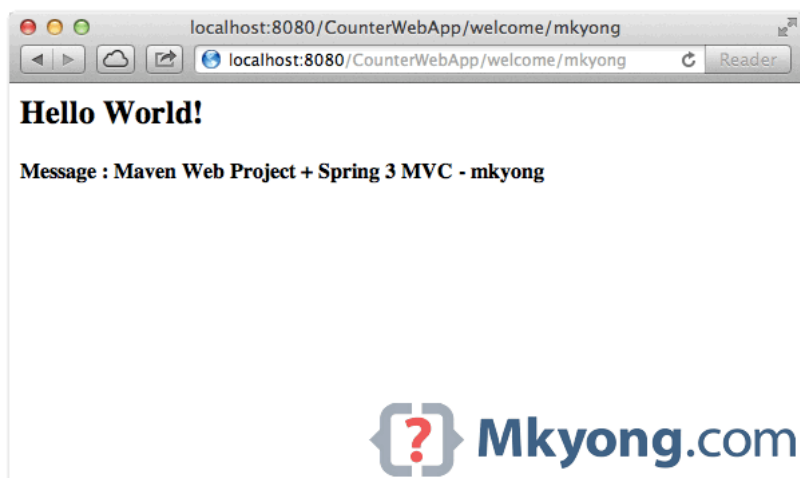 localhost:8080/CounterWebApp/welcome/mkyong
localhost:8080/CounterWebApp/welcome/mkyong
Reader
Hello World!
Message : Maven Web Project + Spring 3 MVC - mkyong
? Mkyong.com